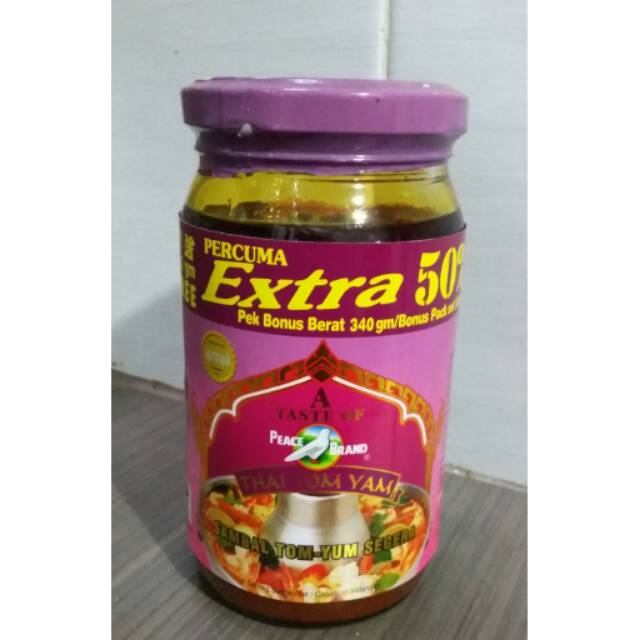 PERCUMA
Extra 50%
Pek Bonus Berat 340 gm/Bonus Pack
A
TASTE OF
PEACE BRAND
THAI TOM YAM
SAMBAL TOM-YUM SEGERA